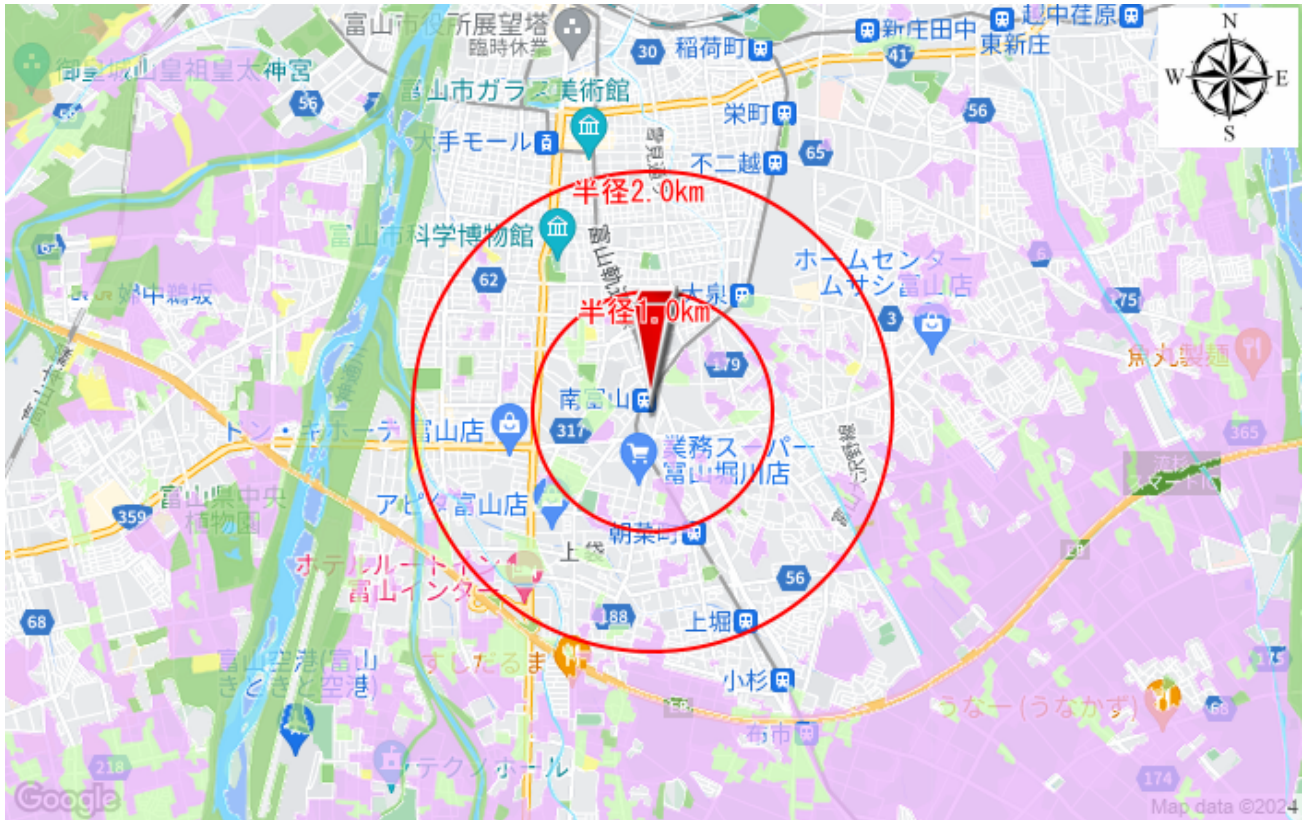 富山市役所展望塔
臨時休業
30
稲荷町
新庄田中
東新庄
越中荏原
41
N
W
E
S
御皇城山皇祖皇太神宮
56
富山市ガラス美術館
大手モール
栄町
56
65
不二越
半径2.0km
富山市科学博物館
62
ホームセンター
ムサシ富山店
175
婦中鵜坂
大泉
半径1.0km
3
179
魚丸製麺
南富山
317
ドン・キホーテ 富山店
業務スーパー
富山堀川店
365
富山県中央
植物園
359
アピタ富山店
朝菜町
上袋
ホテルルートイン
富山インター
56
68
188
上堀
富山空港(富山
きときと空港)
すしだるま
小杉
うなー (うなかず)
68
布市
218
テクノホール
174
Google
Map data ©2024